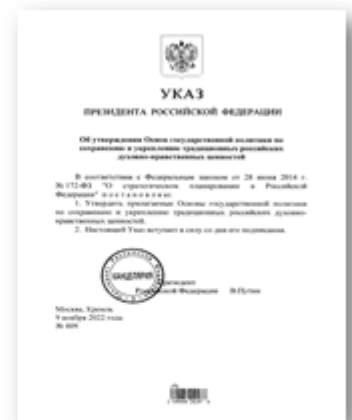 УКАЗ
ПРЕЗИДЕНТА РОССИЙСКОЙ ФЕДЕРАЦИИ
Об утверждении Основ государственной политики по
сохранению и укреплению традиционных российских
духовно-нравственных ценностей
В соответствии с Федеральным законом от 28 июня 2014 г.
№ 172-ФЗ "О стратегическом планировании в Российской
Федерации" п о с т а н о в л я ю:
1. Утвердить прилагаемые Основы государственной политики
по сохранению и укреплению традиционных российских духовно-
нравственных ценностей.
2. Настоящий Указ вступает в силу со дня его подписания.
КАНЦЕЛЯРИЯ
Президент
Российской Федерации В.Путин
Москва, Кремль
9 ноября 2022 года
№ 809